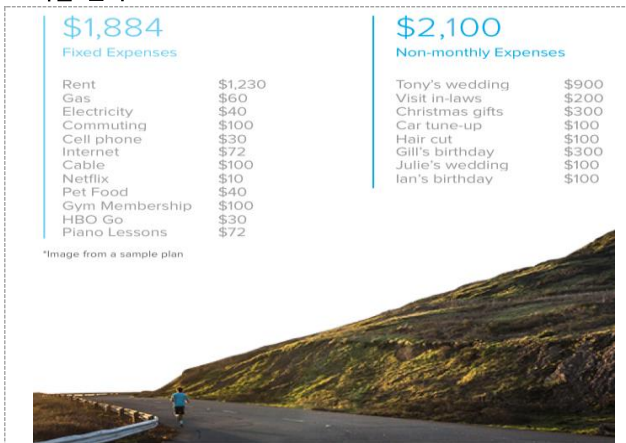 $1,884
Fixed Expenses
Rent $1,230
Gas $60
Electricity $40
Commuting $100
Cell phone $30
Internet $72
Cable $100
Netflix $10
Pet Food $40
Gym Membership $100
HBO Go $30
Piano Lessons $72
*Image from a sample plan
$2,100
Non-monthly Expenses
Tony's wedding $900
Visit in-laws $200
Christmas gifts $300
Car tune-up $100
Hair cut $100
Gill's birthday $300
Julie's wedding $100
Ian's birthday $100